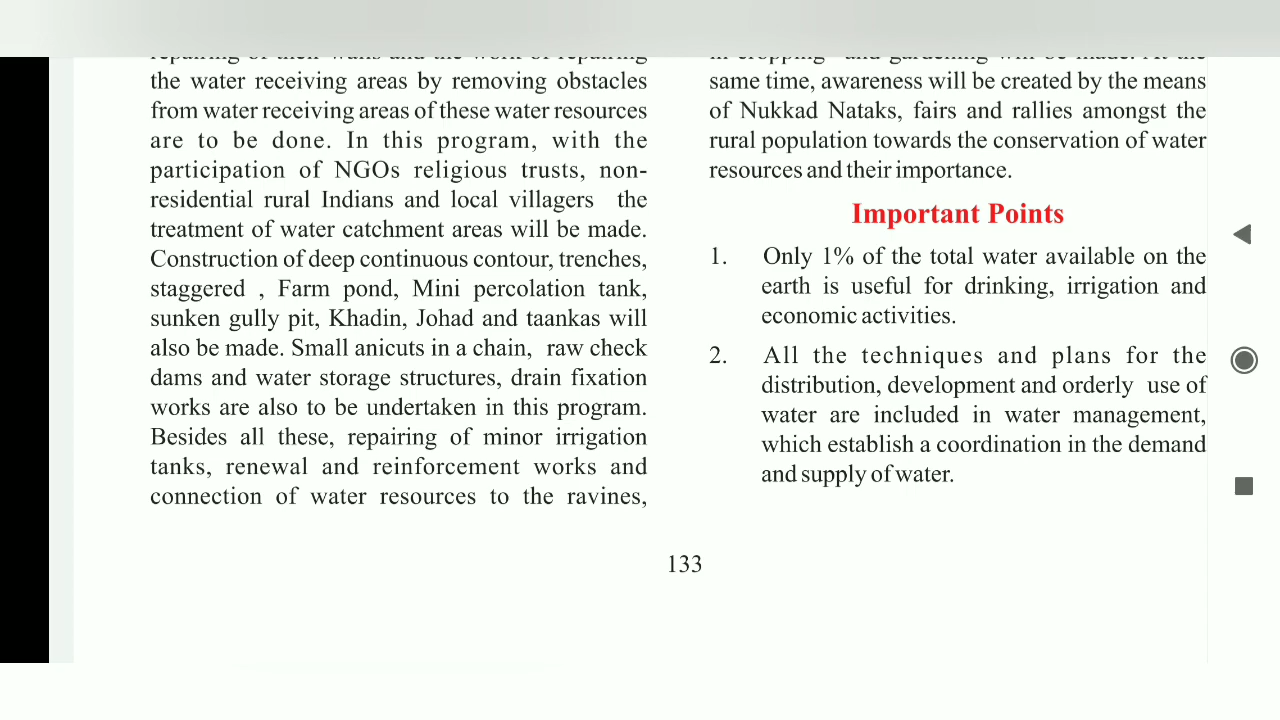 the water receiving areas by removing obstacles
from water receiving areas of these water resources
are to be done. In this program, with the
participation of NGOs religious trusts, non-
residential rural Indians and local villagers the
treatment of water catchment areas will be made.
Construction of deep continuous contour, trenches,
staggered , Farm pond, Mini percolation tank,
sunken gully pit, Khadin, Johad and taankas will
also be made. Small anicuts in a chain, raw check
dams and water storage structures, drain fixation
works are also to be undertaken in this program.
Besides all these, repairing of minor irrigation
tanks, renewal and reinforcement works and
connection of water resources to the ravines,
same time, awareness will be created by the means
of Nukkad Nataks, fairs and rallies amongst the
rural population towards the conservation of water
resources and their importance.
Important Points
1. Only 1% of the total water available on the
earth is useful for drinking, irrigation and
economic activities.
2. All the techniques and plans for the
distribution, development and orderly use of
water are included in water management,
which establish a coordination in the demand
and supply of water.
133